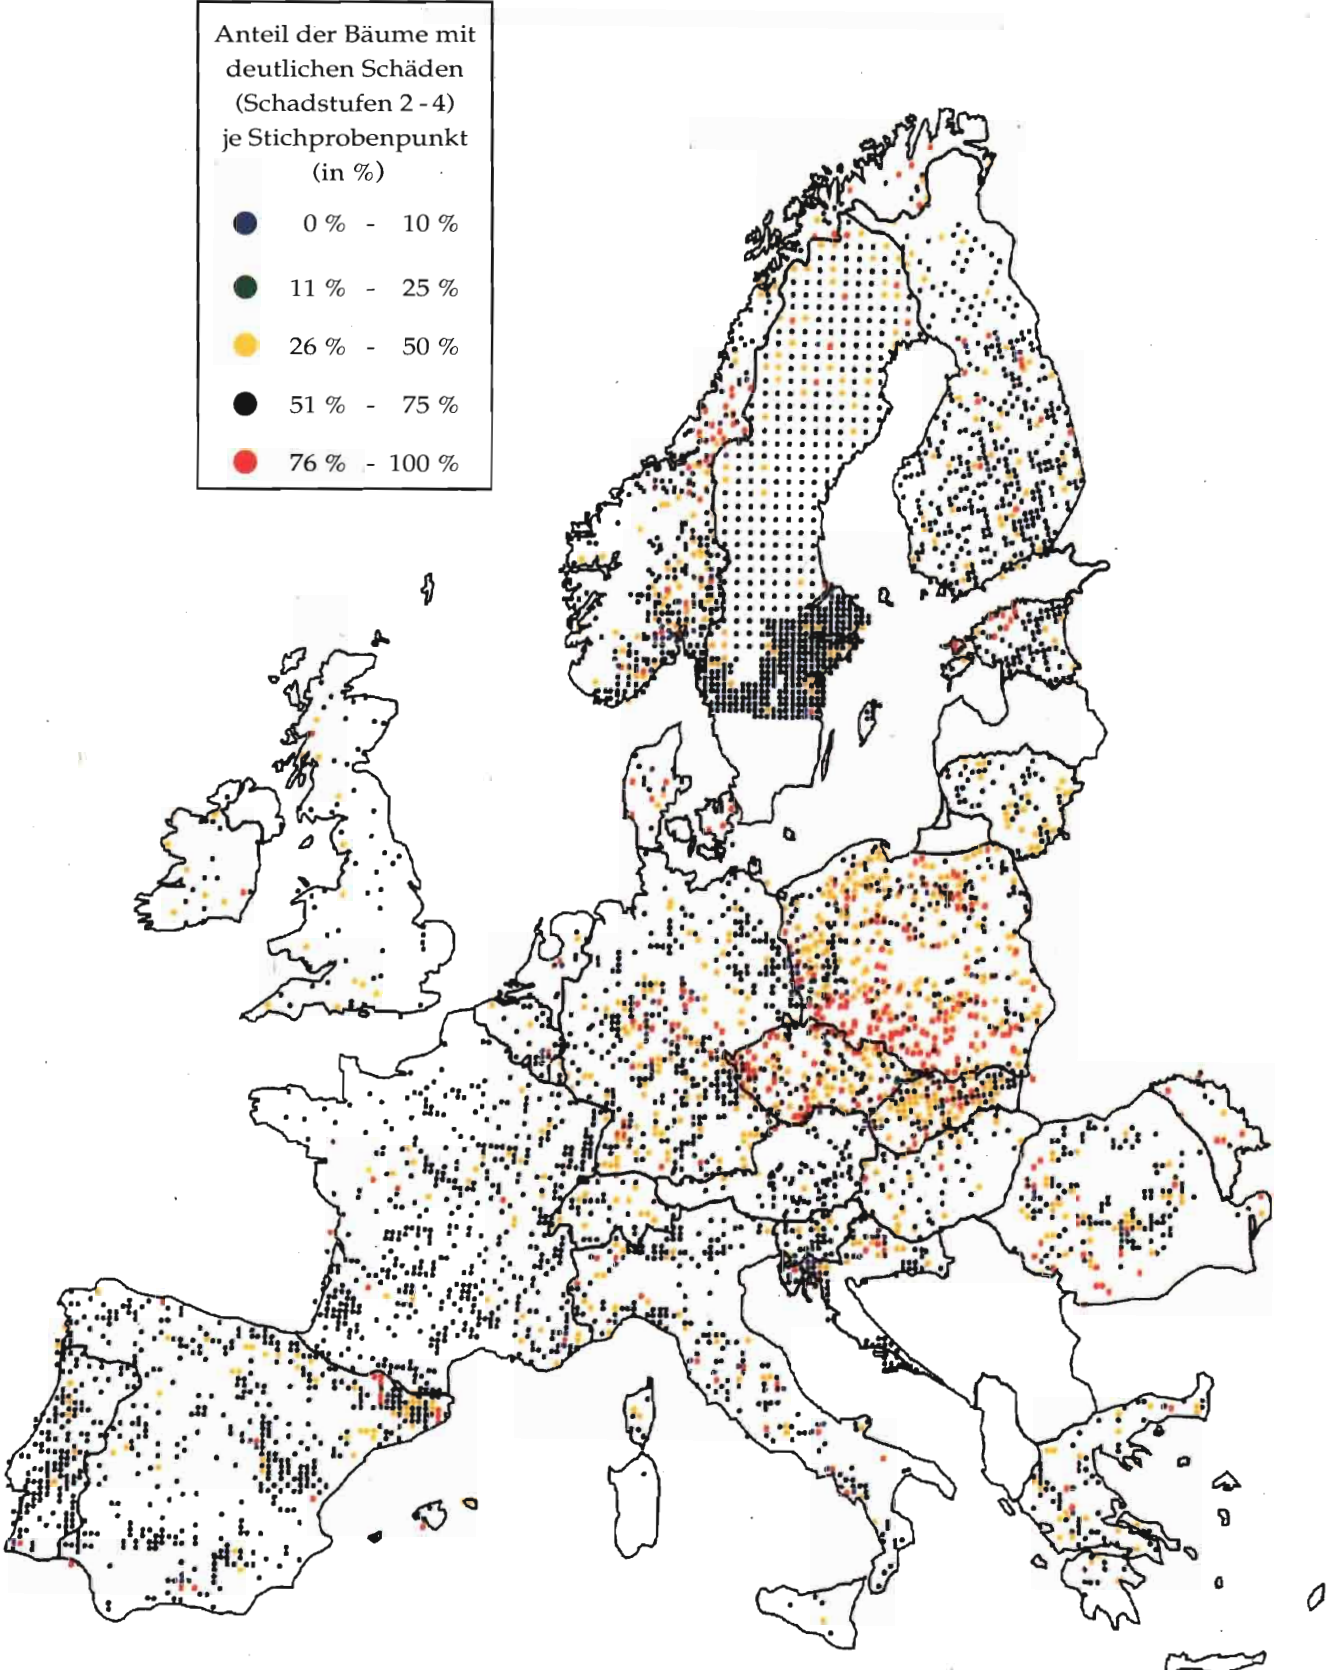 Anteil der Bäume mit
deutlichen Schäden
(Schadstufen 2 - 4)
je Stichprobenpunkt
(in %)
0 % - 10 %
11 % - 25 %
26 % - 50 %
51 % - 75 %
76 % - 100 %